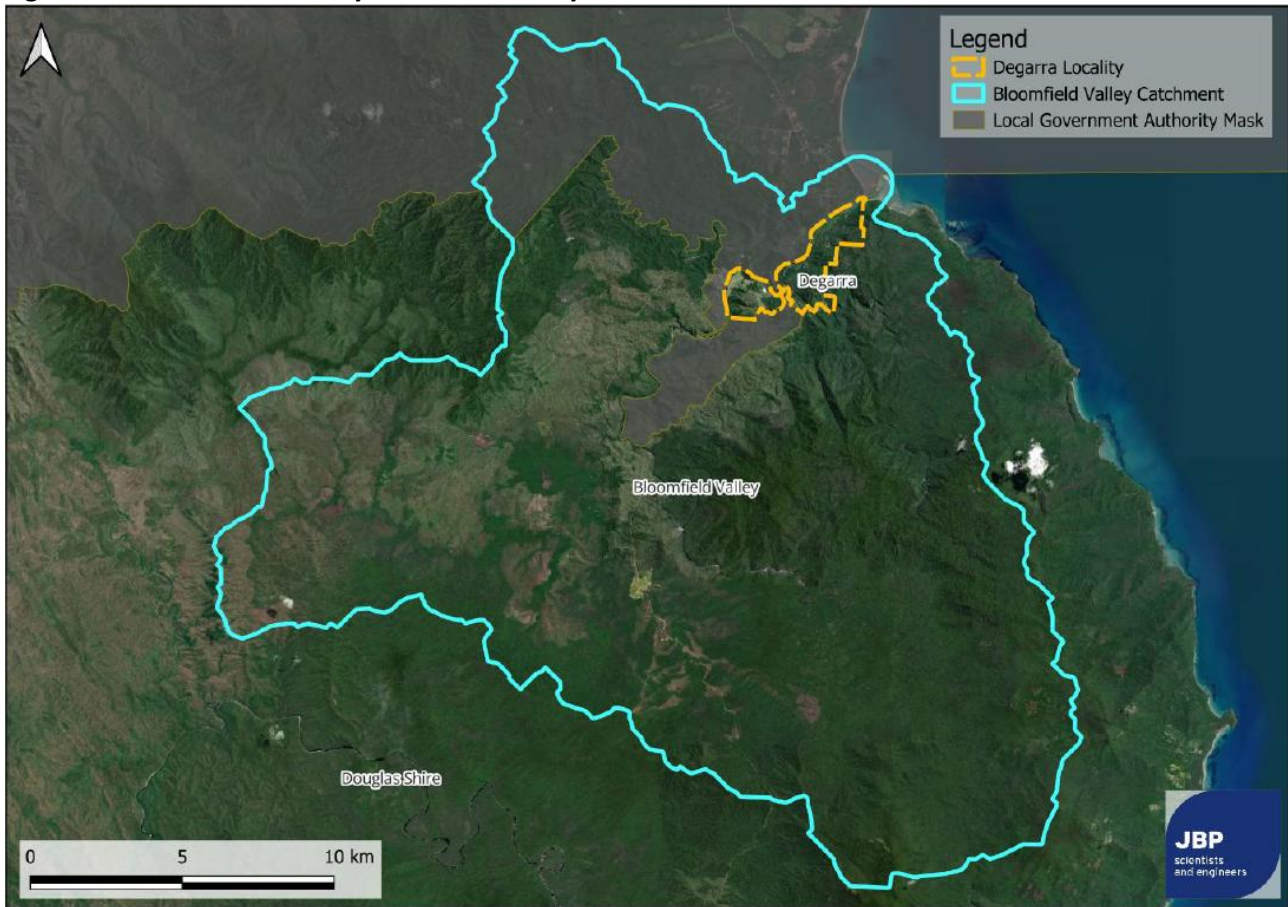 Legend
Degarra Locality
Bloomfield Valley Catchment
Local Government Authority Mask
Degarra
Bloomfield Valley
Douglas Shire
0 5 10 km
JBP
scientists
and engineers